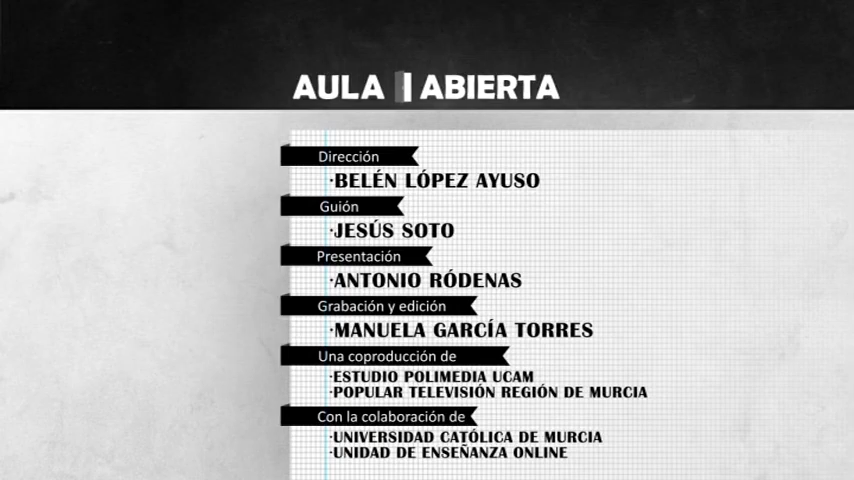 AULA ABIERTA
Dirección
·BELÉN LÓPEZ AYUSO
Guión
·JESÚS SOTO
Presentación
·ANTONIO RÓDENAS
Grabación y edición
·MANUELA GARCÍA TORRES
Una coproducción de
·ESTUDIO POLIMEDIA UCAM
·POPULAR TELEVISIÓN REGIÓN DE MURCIA
Con la colaboración de
·UNIVERSIDAD CATÓLICA DE MURCIA
·UNIDAD DE ENSEÑANZA ONLINE